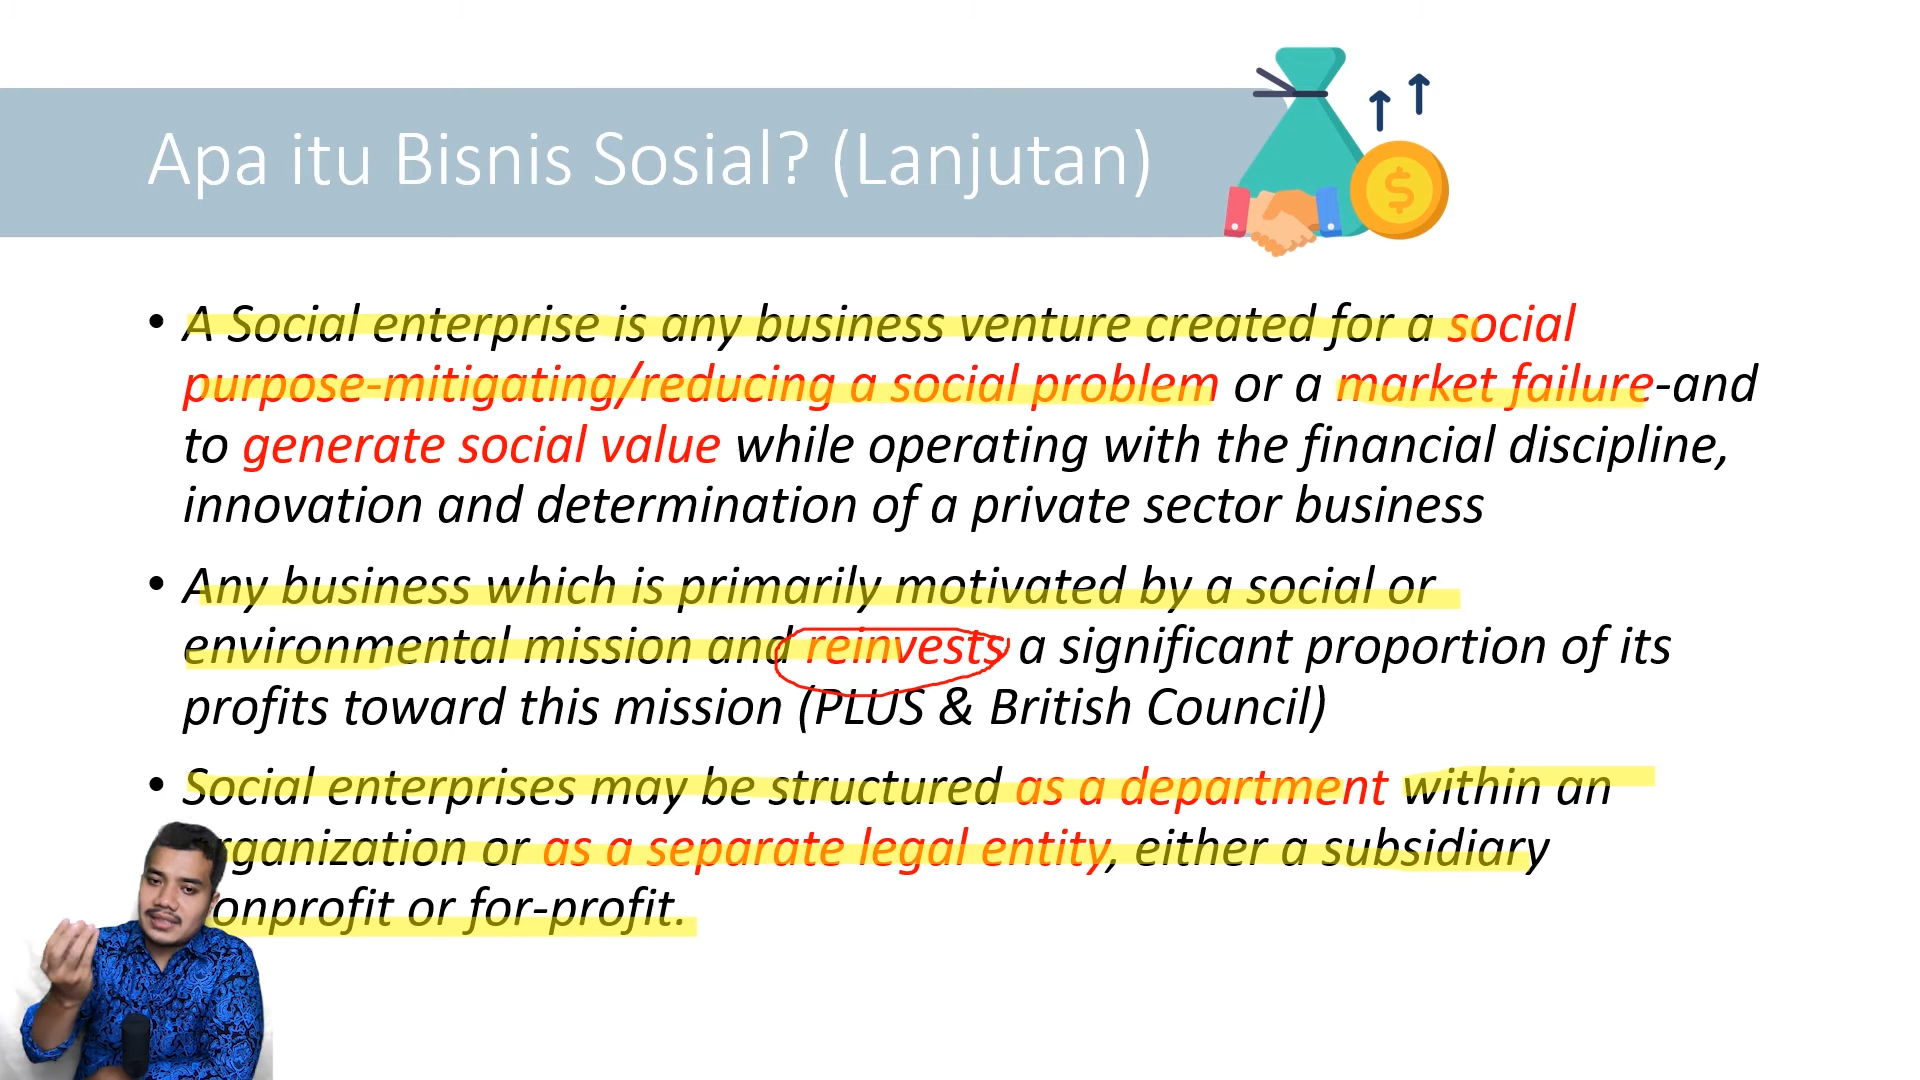 Apa itu Bisnis Sosial? (Lanjutan)
$
• A Social enterprise is any business venture created for a social
purpose-mitigating/reducing a social problem or a market failure-and
to generate social value while operating with the financial discipline,
innovation and determination of a private sector business
• Any business which is primarily motivated by a social or
environmental mission and reinvests a significant proportion of its
profits toward this mission (PLUS & British Council)
• Social enterprises may be structured as a department within an
rganization or as a separate legal entity, either a subsidiary
onprofit or for-profit.